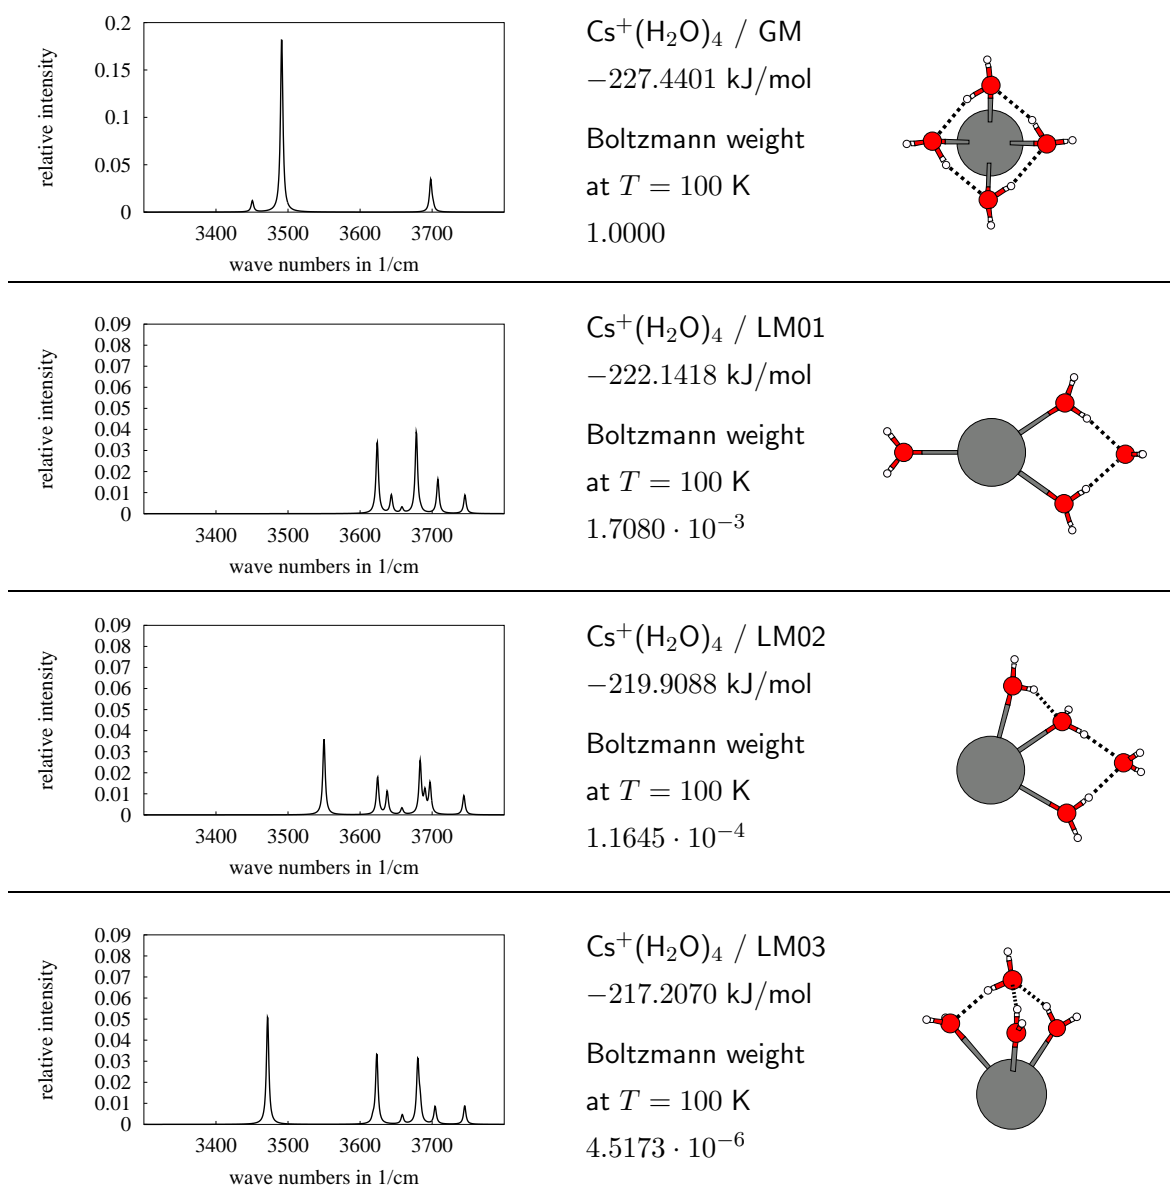 0.2
0.15
0.1
0.05
0
relative intensity
3400 3500 3600 3700
wave numbers in 1/cm
Cs⁺(H₂O)₄ / GM
−227.4401 kJ/mol
Boltzmann weight
at T = 100 K
1.0000
0.09
0.08
0.07
0.06
0.05
0.04
0.03
0.02
0.01
0
relative intensity
3400 3500 3600 3700
wave numbers in 1/cm
Cs⁺(H₂O)₄ / LM01
−222.1418 kJ/mol
Boltzmann weight
at T = 100 K
1.7080 · 10⁻³
0.09
0.08
0.07
0.06
0.05
0.04
0.03
0.02
0.01
0
relative intensity
3400 3500 3600 3700
wave numbers in 1/cm
Cs⁺(H₂O)₄ / LM02
−219.9088 kJ/mol
Boltzmann weight
at T = 100 K
1.1645 · 10⁻⁴
0.09
0.08
0.07
0.06
0.05
0.04
0.03
0.02
0.01
0
relative intensity
3400 3500 3600 3700
wave numbers in 1/cm
Cs⁺(H₂O)₄ / LM03
−217.2070 kJ/mol
Boltzmann weight
at T = 100 K
4.5173 · 10⁻⁶